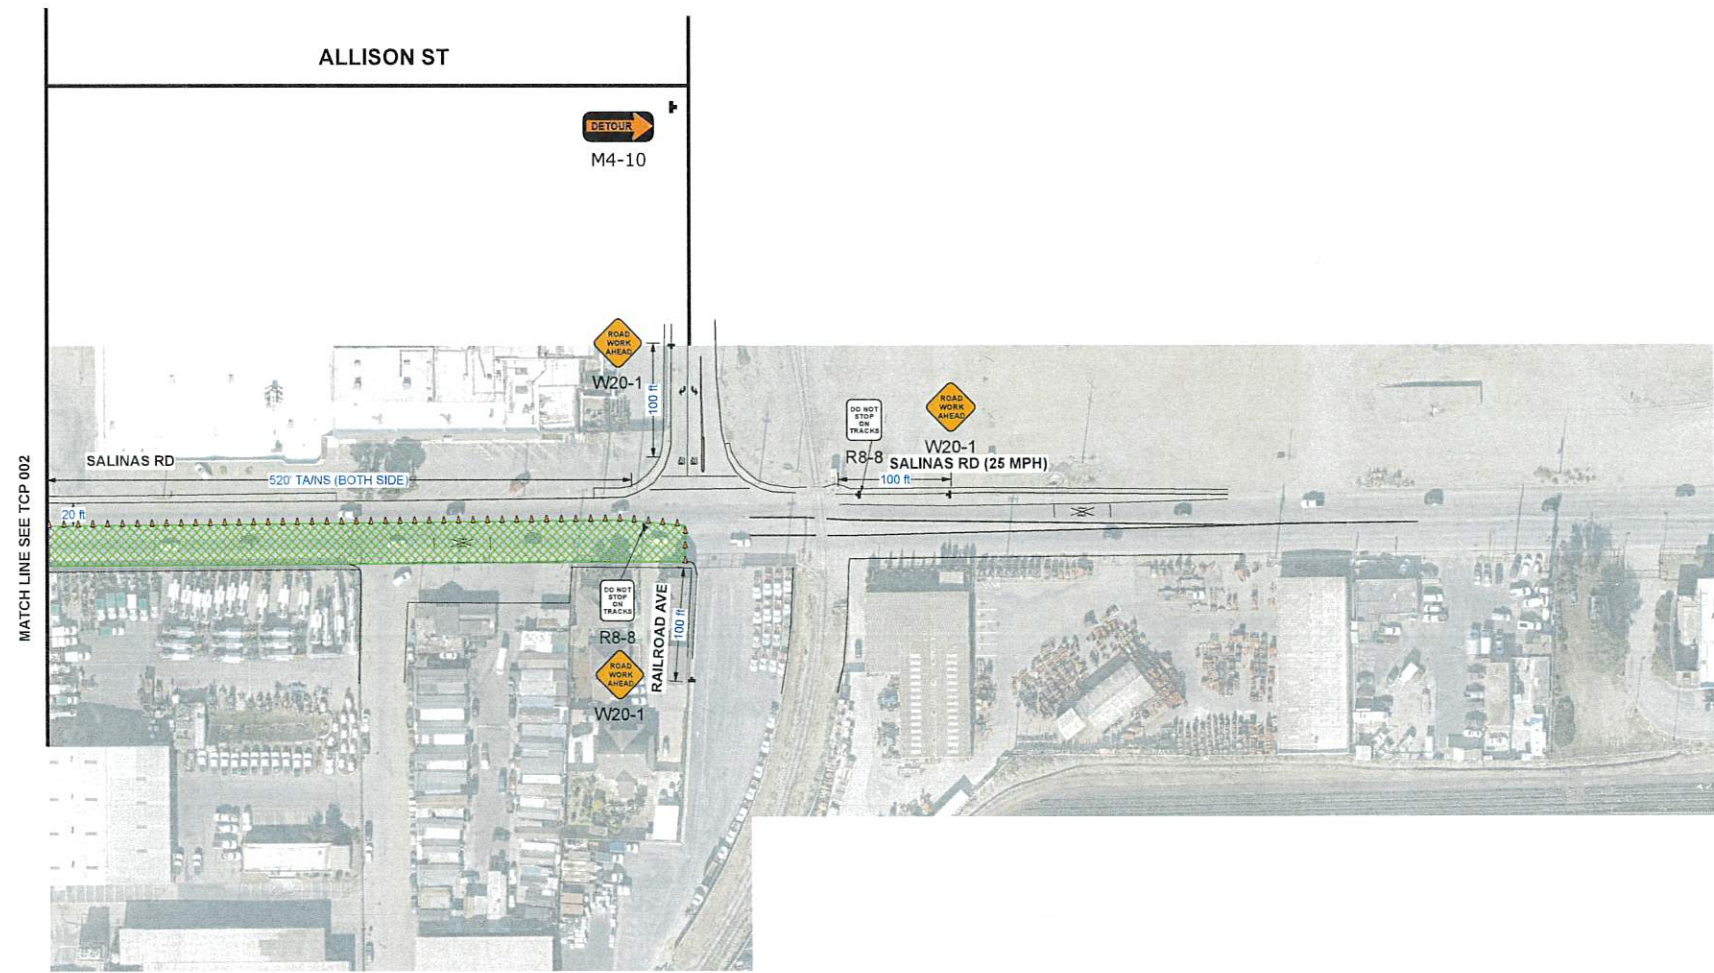 ALLISON ST
DETOUR
M4-10
ROAD
WORK
AHEAD
W20-1
100 ft
ROAD
WORK
AHEAD
W20-1
DO NOT
STOP
ON
TRACKS
R8-8
SALINAS RD (25 MPH)
100 ft
SALINAS RD
520' TA/NS (BOTH SIDE)
20 ft
MATCH LINE SEE TCP 002
DO NOT
STOP
ON
TRACKS
R8-8
RAILROAD AVE
100 ft
ROAD
WORK
AHEAD
W20-1